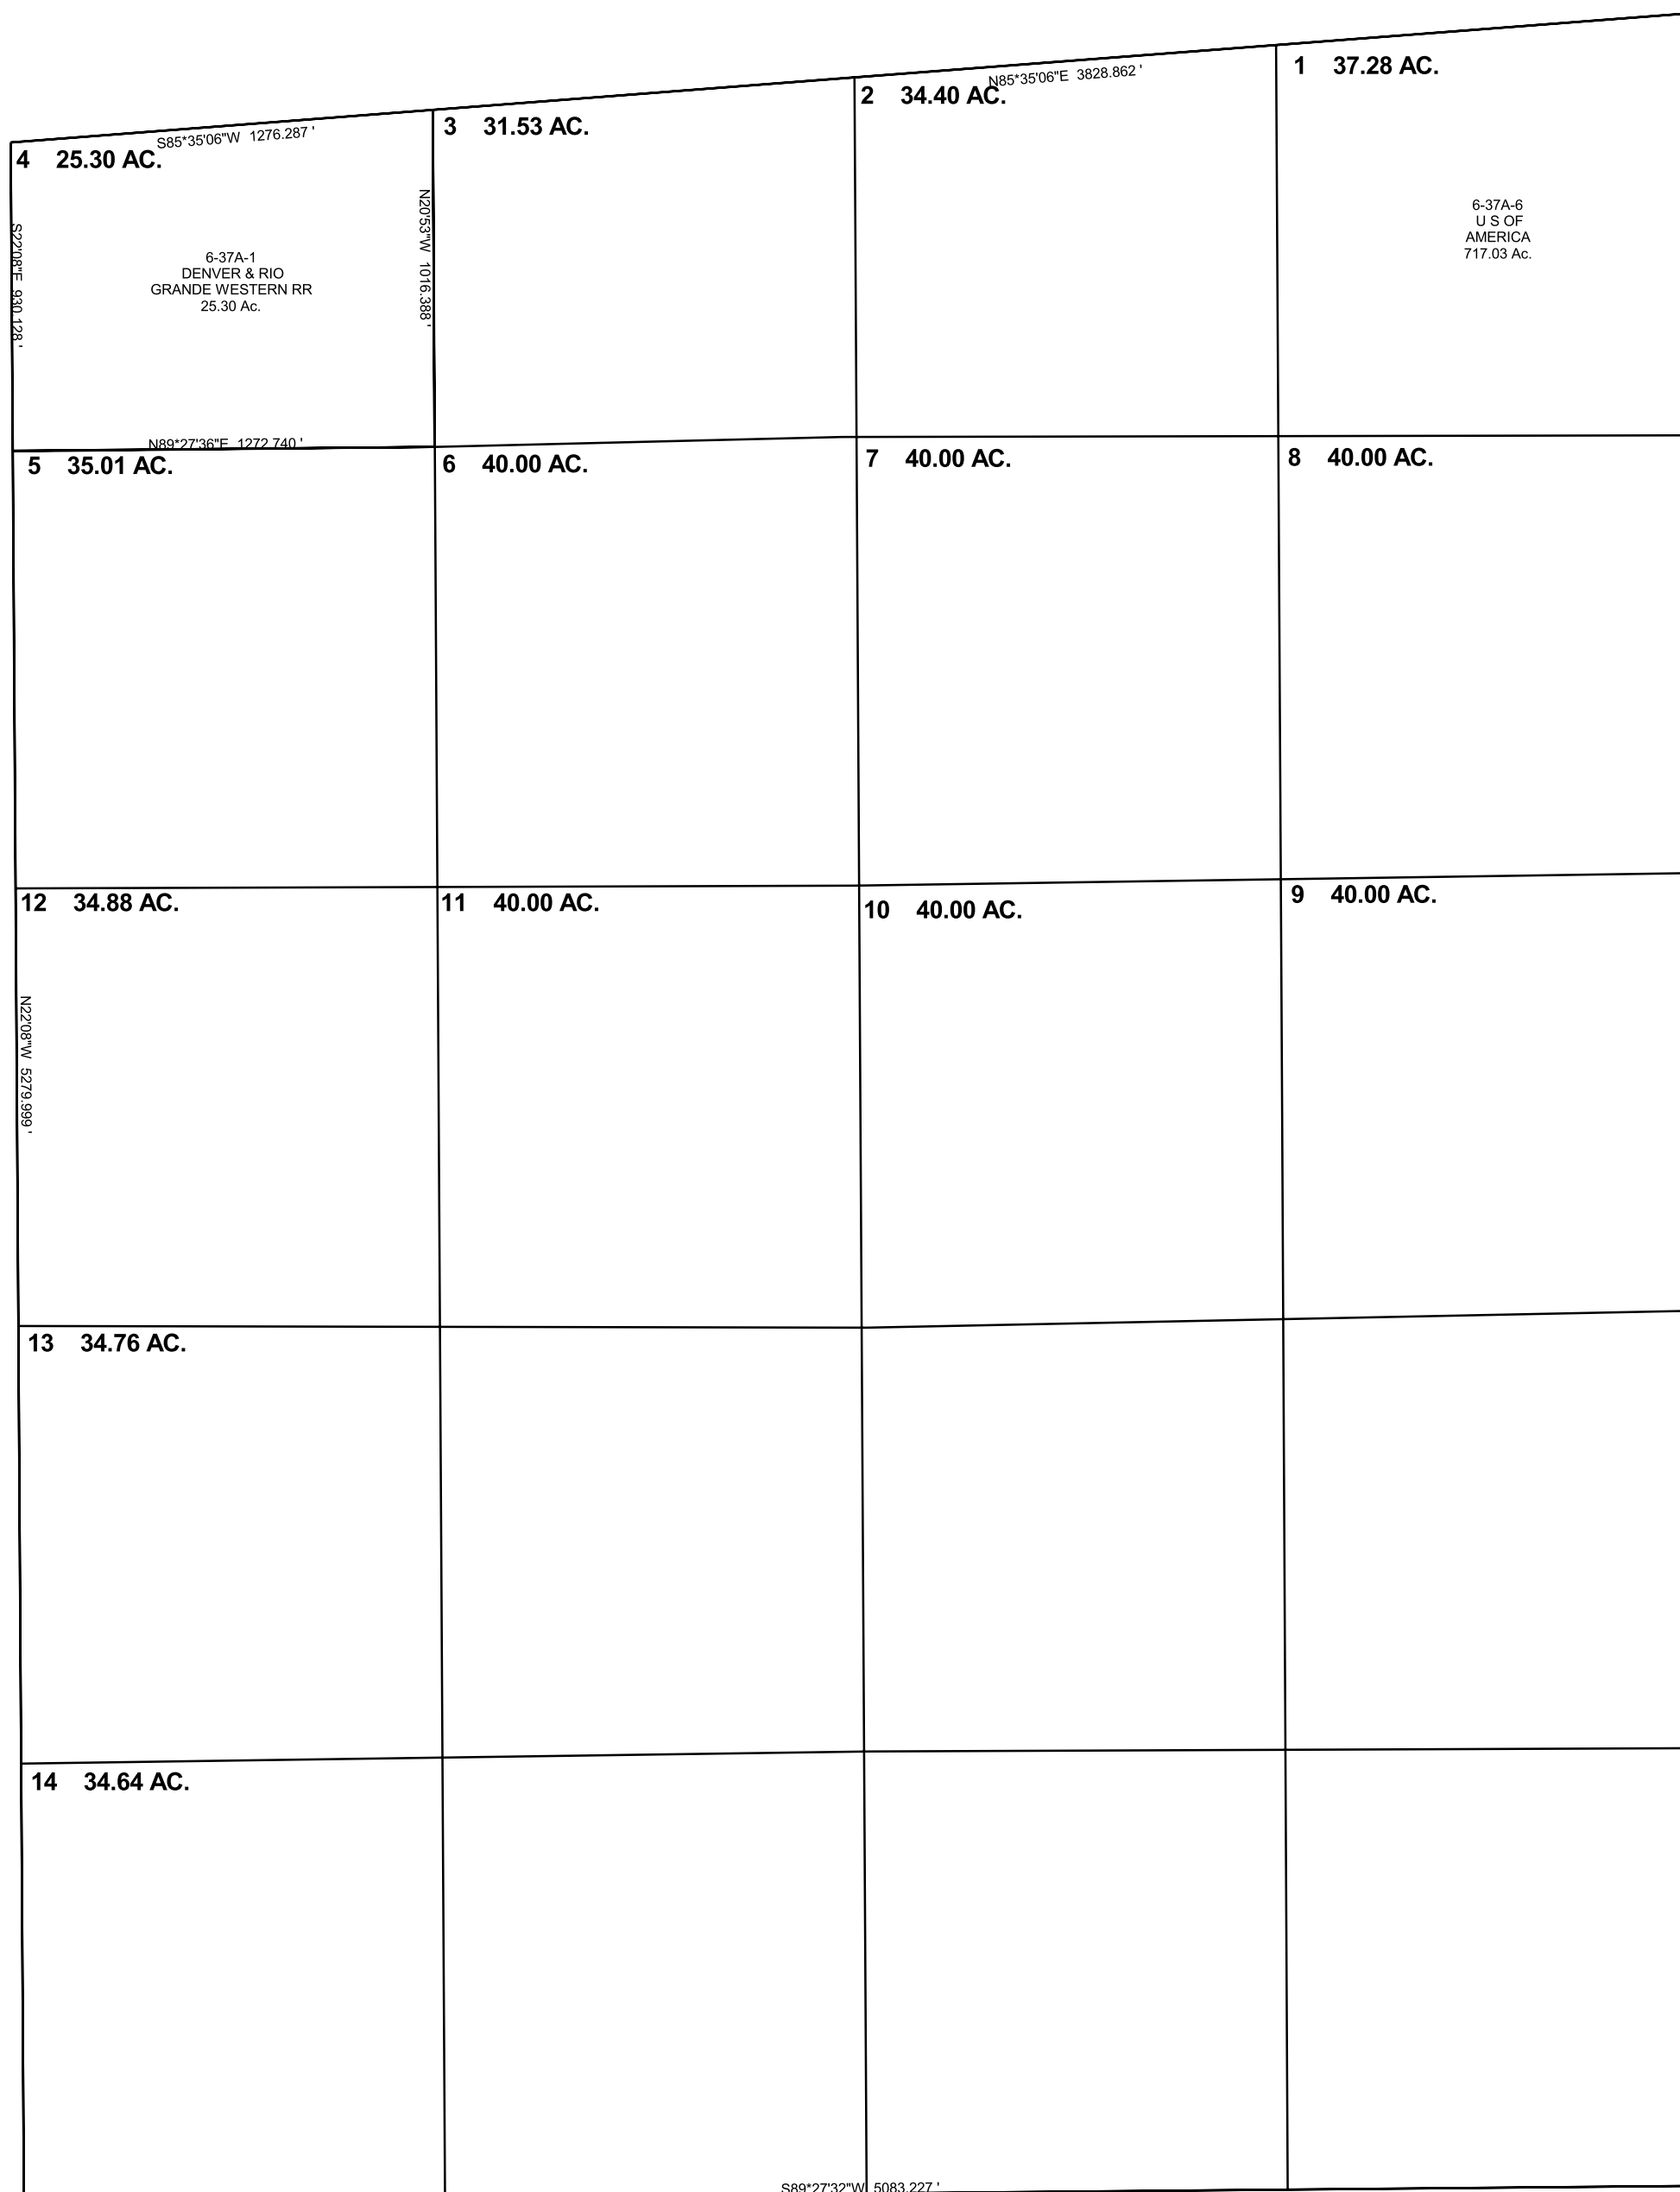 1 37.28 AC.
N85*35'06"E 3828.862 '
2 34.40 AC.
3 31.53 AC.
S85*35'06"W 1276.287 '
4 25.30 AC.
6-37A-6
U S OF
AMERICA
717.03 Ac.
N20'53"W 1016.388 '
S22'08"E 930.128 '
6-37A-1
DENVER & RIO
GRANDE WESTERN RR
25.30 Ac.
N89*27'36"E 1272.740 '
5 35.01 AC.
6 40.00 AC.
7 40.00 AC.
8 40.00 AC.
12 34.88 AC.
11 40.00 AC.
10 40.00 AC.
9 40.00 AC.
N22'08"W 5279.999 '
13 34.76 AC.
14 34.64 AC.
S89*27'32"W 5083.227 '